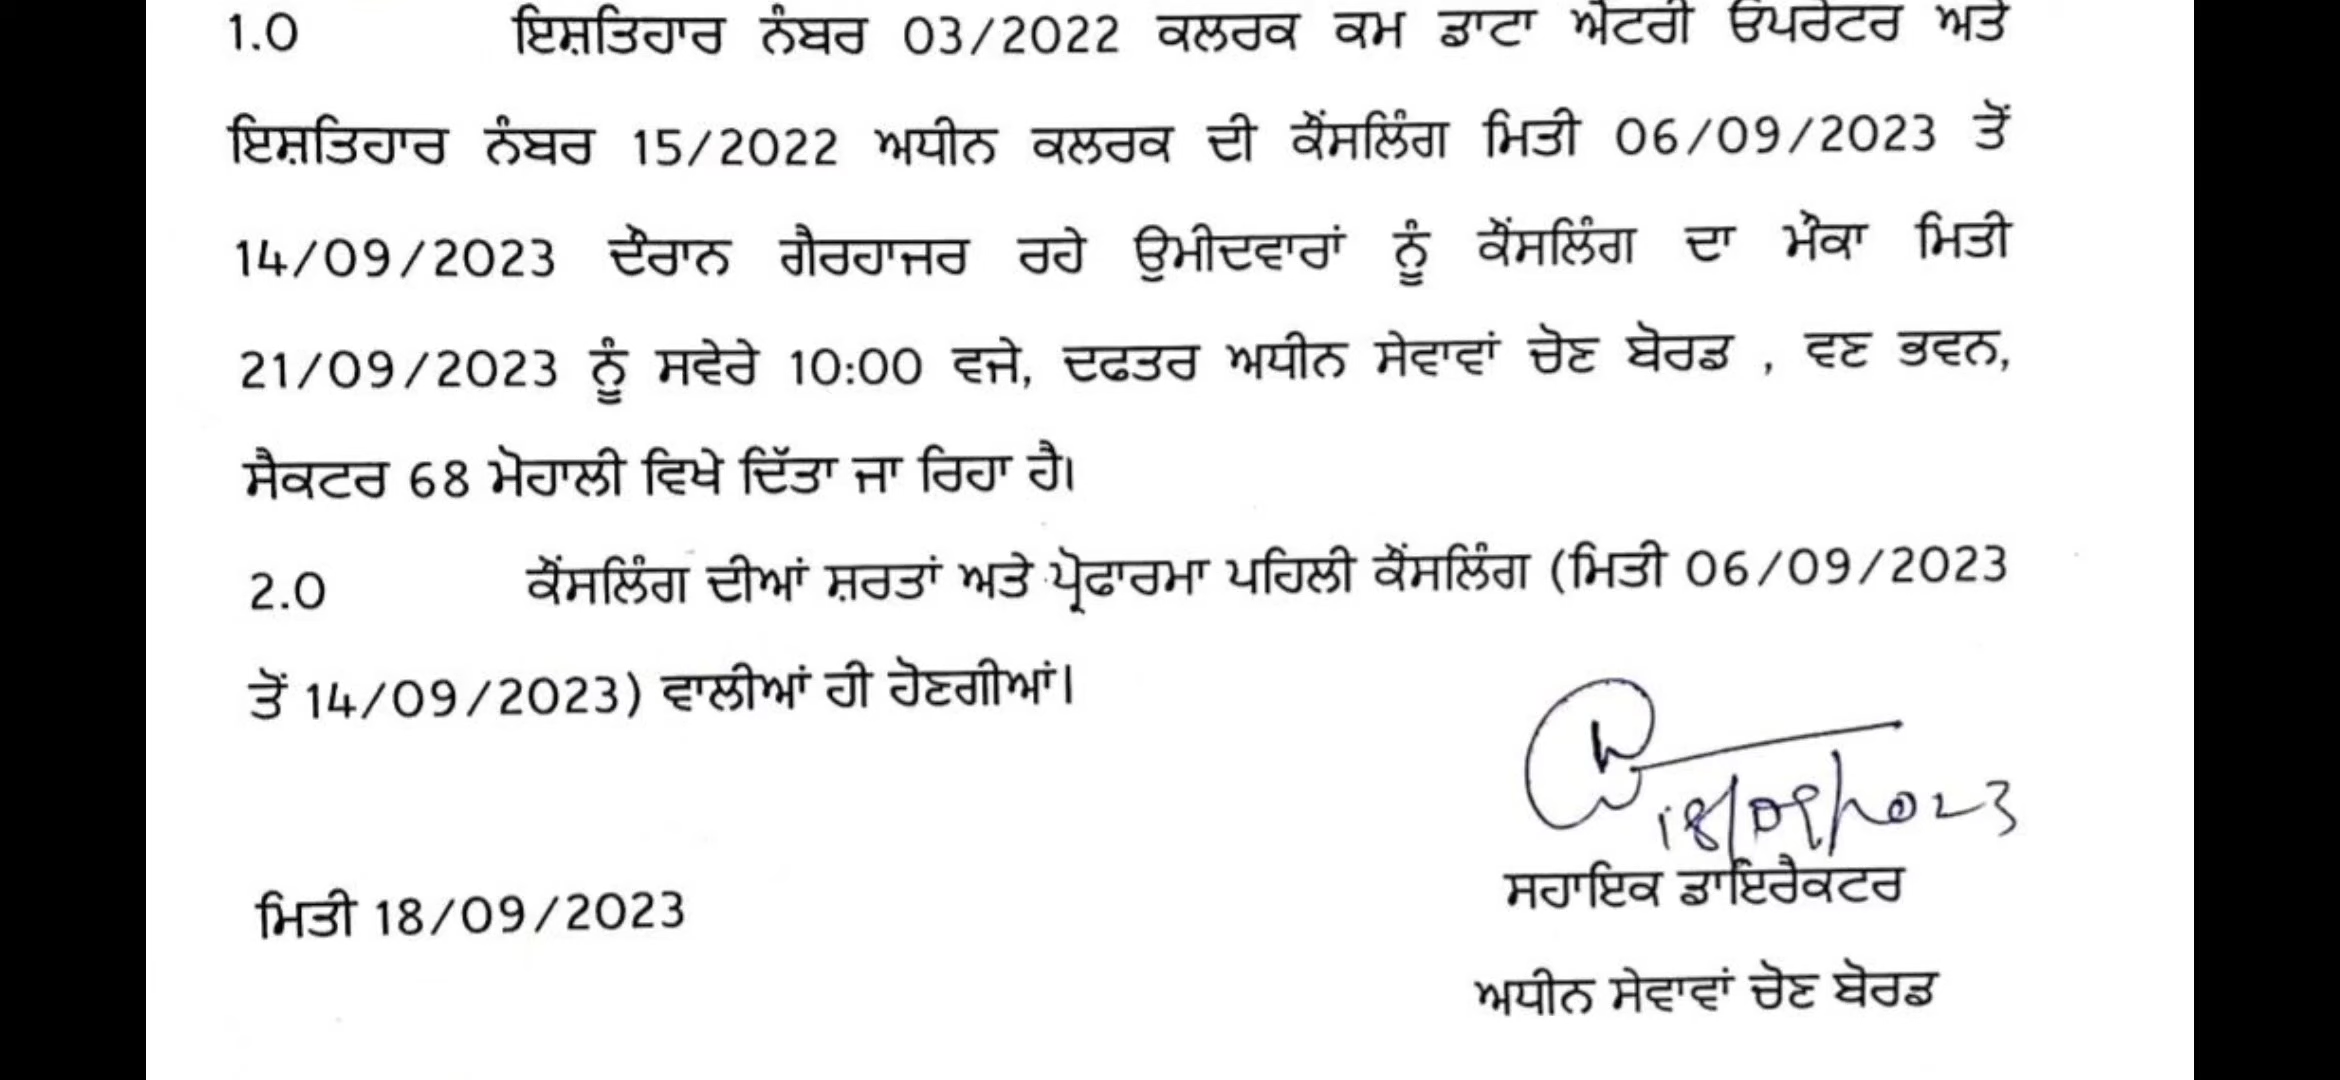 1.0 ਇਸ਼ਤਿਹਾਰ ਨੰਬਰ 03/2022 ਕਲਰਕ ਕਮ ਡਾਟਾ ਐਂਟਰੀ ਓਪਰੇਟਰ ਅਤੇ
ਇਸ਼ਤਿਹਾਰ ਨੰਬਰ 15/2022 ਅਧੀਨ ਕਲਰਕ ਦੀ ਕੌਂਸਲਿੰਗ ਮਿਤੀ 06/09/2023 ਤੋਂ
14/09/2023 ਦੌਰਾਨ ਗੈਰਹਾਜਰ ਰਹੇ ਉਮੀਦਵਾਰਾਂ ਨੂੰ ਕੌਂਸਲਿੰਗ ਦਾ ਮੌਕਾ ਮਿਤੀ
21/09/2023 ਨੂੰ ਸਵੇਰੇ 10:00 ਵਜੇ, ਦਫਤਰ ਅਧੀਨ ਸੇਵਾਵਾਂ ਚੋਣ ਬੋਰਡ , ਵਣ ਭਵਨ,
ਸੈਕਟਰ 68 ਮੋਹਾਲੀ ਵਿਖੇ ਦਿੱਤਾ ਜਾ ਰਿਹਾ ਹੈ।
2.0 ਕੌਂਸਲਿੰਗ ਦੀਆਂ ਸ਼ਰਤਾਂ ਅਤੇ ਪ੍ਰੋਫਾਰਮਾ ਪਹਿਲੀ ਕੌਂਸਲਿੰਗ (ਮਿਤੀ 06/09/2023
ਤੋਂ 14/09/2023) ਵਾਲੀਆਂ ਹੀ ਹੋਣਗੀਆਂ।
18/09/2023
ਸਹਾਇਕ ਡਾਇਰੈਕਟਰ
ਮਿਤੀ 18/09/2023
ਅਧੀਨ ਸੇਵਾਵਾਂ ਚੋਣ ਬੋਰਡ